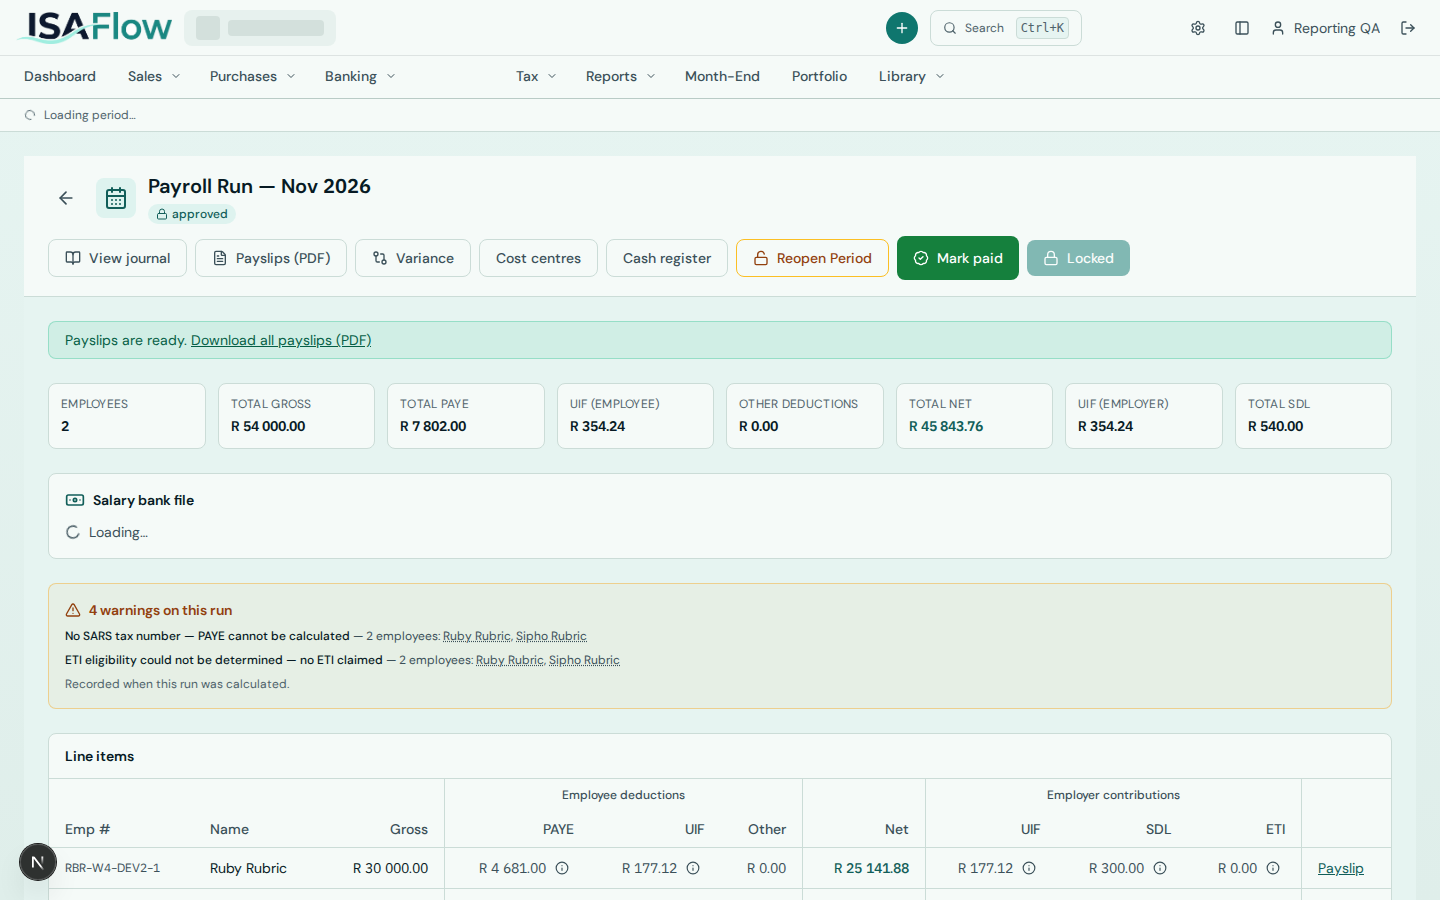 ISAFlow
Search Ctrl+K
Reporting QA
Dashboard Sales Purchases Banking Tax Reports Month-End Portfolio Library
Loading period...
Payroll Run — Nov 2026
approved
View journal Payslips (PDF) Variance Cost centres Cash register Reopen Period Mark paid Locked
Payslips are ready. Download all payslips (PDF)
EMPLOYEES TOTAL GROSS TOTAL PAYE UIF (EMPLOYEE) OTHER DEDUCTIONS TOTAL NET UIF (EMPLOYER) TOTAL SDL
2 R 54 000.00 R 7 802.00 R 354.24 R 0.00 R 45 843.76 R 354.24 R 540.00
Salary bank file
Loading...
4 warnings on this run
No SARS tax number — PAYE cannot be calculated — 2 employees: Ruby Rubric, Sipho Rubric
ETI eligibility could not be determined — no ETI claimed — 2 employees: Ruby Rubric, Sipho Rubric
Recorded when this run was calculated.
Line items
Employee deductions Employer contributions
Emp # Name Gross PAYE UIF Other Net UIF SDL ETI
N
RBR-W4-DEV2-1 Ruby Rubric R 30 000.00 R 4 681.00 R 177.12 R 0.00 R 25 141.88 R 177.12 R 300.00 R 0.00 Payslip